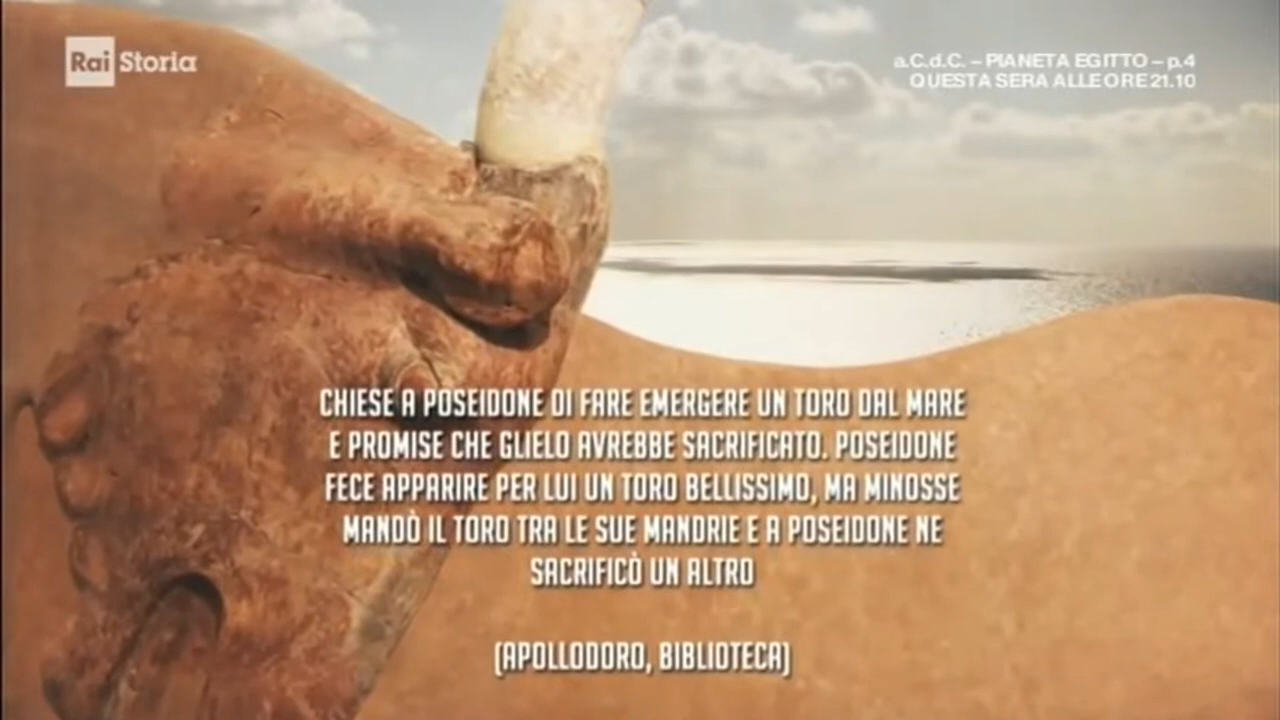 Rai Storia
a.C.d.C. – PIANETA EGITTO – p.4
QUESTA SERA ALLE ORE 21.10
CHIESE A POSEIDONE DI FARE EMERGERE UN TORO DAL MARE
E PROMISE CHE GLIELO AVREBBE SACRIFICATO. POSEIDONE
FECE APPARIRE PER LUI UN TORO BELLISSIMO, MA MINOSSE
MANDÒ IL TORO TRA LE SUE MANDRIE E A POSEIDONE NE
SACRIFICÒ UN ALTRO
(APOLLODORO, BIBLIOTECA)